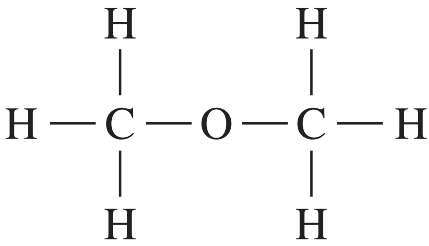 H H
H — C — O — C — H
H H